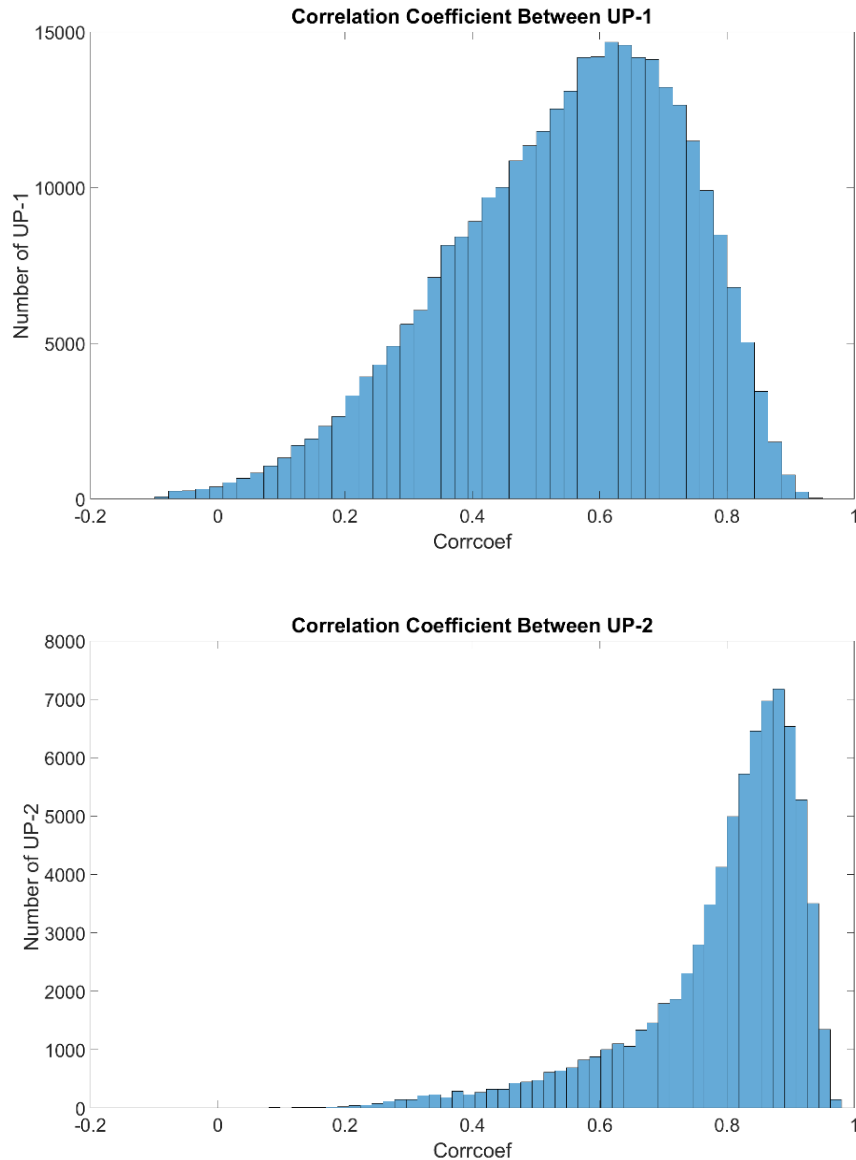 Correlation Coefficient Between UP-1
15000
10000
5000
0
Number of UP-1
-0.2 0 0.2 0.4 0.6 0.8 1
Corrcoef
Correlation Coefficient Between UP-2
8000
7000
6000
5000
4000
3000
2000
1000
0
Number of UP-2
-0.2 0 0.2 0.4 0.6 0.8 1
Corrcoef